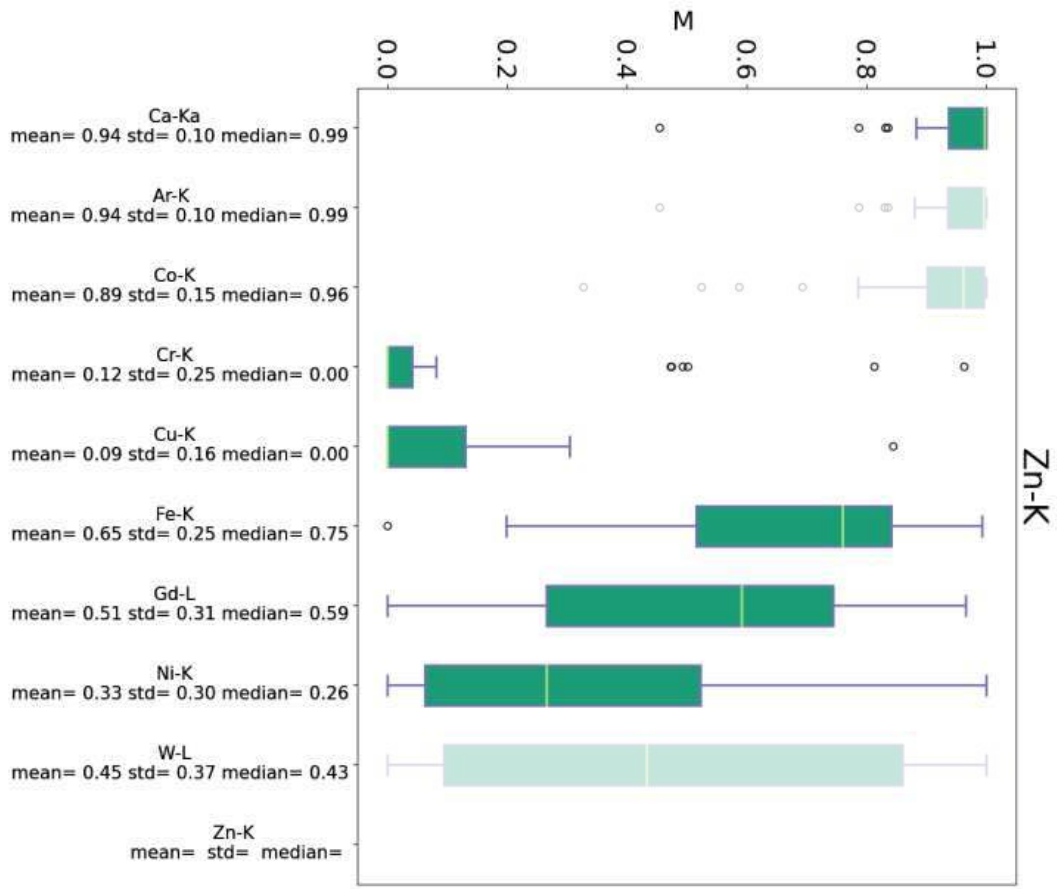 M
0.0 0.2 0.4 0.6 0.8 1.0
Ca-Ka
mean= 0.94 std= 0.10 median= 0.99
Ar-K
mean= 0.94 std= 0.10 median= 0.99
Co-K
mean= 0.89 std= 0.15 median= 0.96
Cr-K
mean= 0.12 std= 0.25 median= 0.00
Cu-K
mean= 0.09 std= 0.16 median= 0.00
Fe-K
mean= 0.65 std= 0.25 median= 0.75
Gd-L
mean= 0.51 std= 0.31 median= 0.59
Ni-K
mean= 0.33 std= 0.30 median= 0.26
W-L
mean= 0.45 std= 0.37 median= 0.43
Zn-K
mean= std= median=
Zn-K